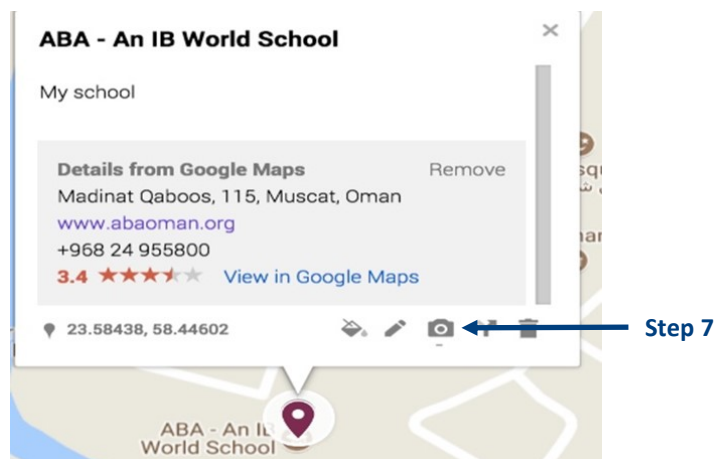 ABA - An IB World School
My school
Details from Google Maps Remove
Madinat Qaboos, 115, Muscat, Oman
www.abaoman.org
+968 24 955800
3.4 View in Google Maps
23.58438, 58.44602
Step 7
ABA - An
World School